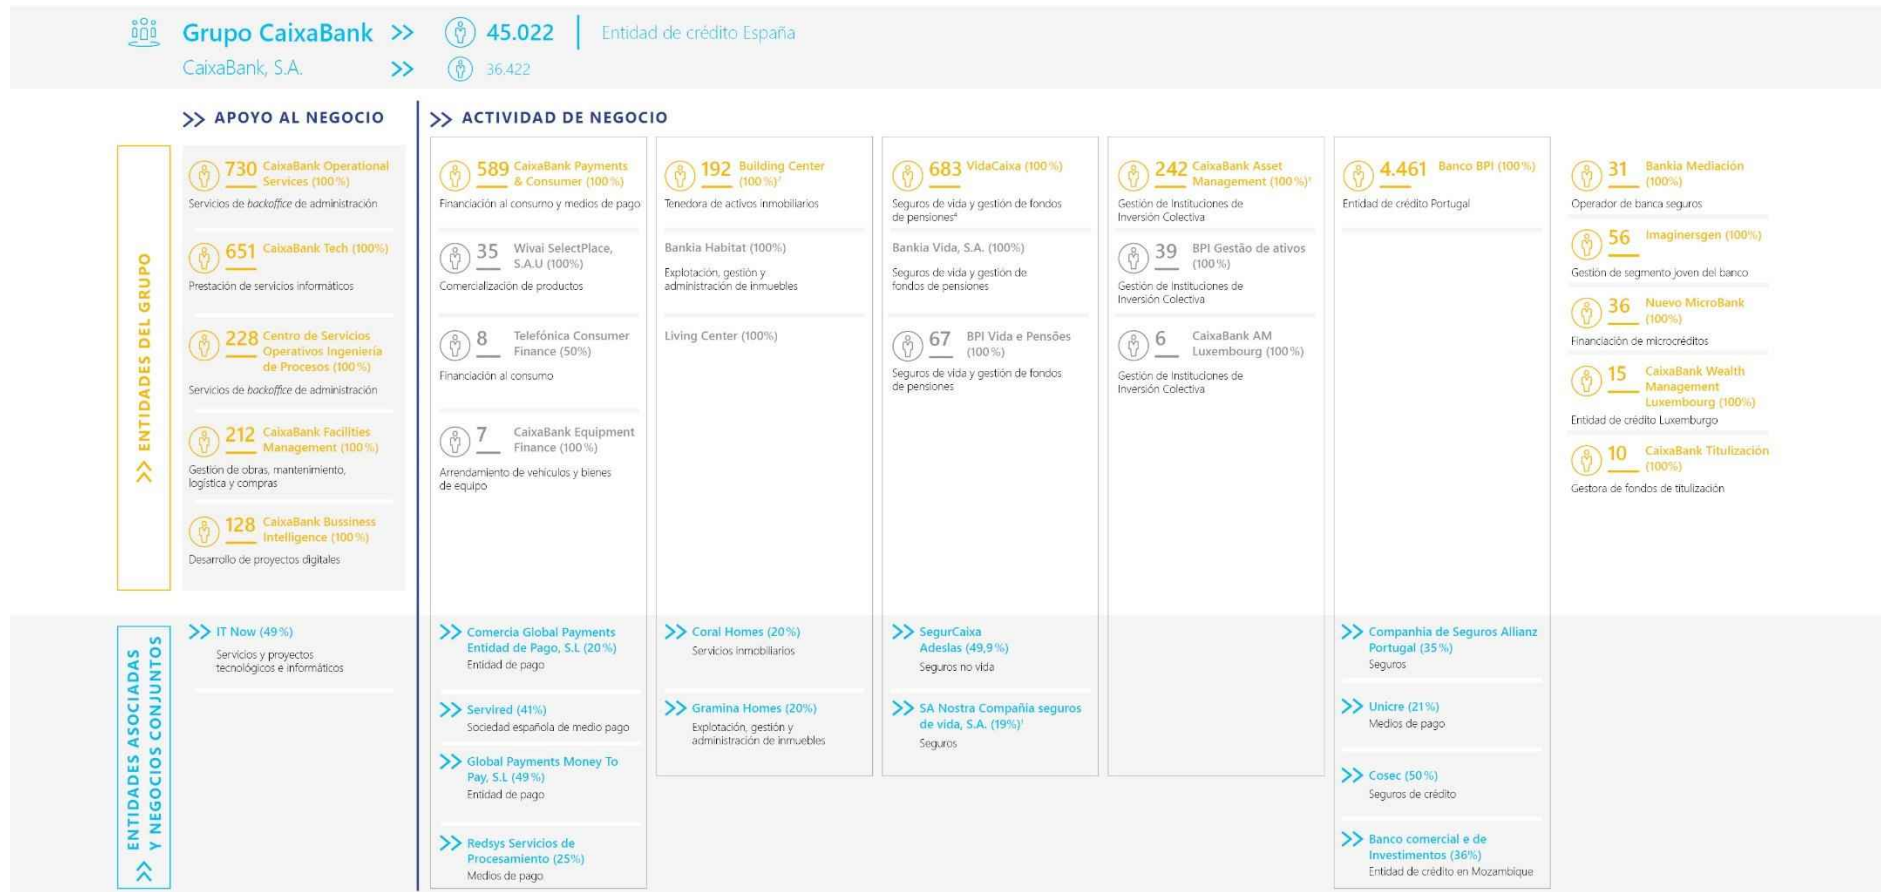 Grupo CaixaBank >> 45.022 | Entidad de crédito España
CaixaBank, S.A. >> 36.422
>> APOYO AL NEGOCIO
>> ACTIVIDAD DE NEGOCIO
>> ENTIDADES DEL GRUPO
730 CaixaBank Operational
Services (100%)
Servicios de backoffice de administración
651 CaixaBank Tech (100%)
Prestación de servicios informáticos
228 Centro de Servicios
Operativos Ingeniería
de Procesos (100%)
Servicios de backoffice de administración
212 CaixaBank Facilities
Management (100%)
Gestión de obras, mantenimiento,
logística y compras
128 CaixaBank Bussiness
Intelligence (100%)
Desarrollo de proyectos digitales
589 CaixaBank Payments
& Consumer (100%)
Financiación al consumo y medios de pago
35 Wivai SelectPlace,
S.A.U (100%)
Comercialización de productos
8 Telefónica Consumer
Finance (50%)
Financiación al consumo
7 CaixaBank Equipment
Finance (100%)
Arrendamiento de vehículos y bienes
de equipo
192 Building Center
(100%)
Tenedora de activos inmobiliarios
Bankia Habitat (100%)
Explotación, gestión y
administración de inmuebles
Living Center (100%)
683 VidaCaixa (100%)
Seguros de vida y gestión de fondos
de pensiones⁴
Bankia Vida, S.A. (100%)
Seguros de vida y gestión de
fondos de pensiones
67 BPI Vida e Pensões
(100%)
Seguros de vida y gestión de fondos
de pensiones
242 CaixaBank Asset
Management (100%)
Gestión de Instituciones de
Inversión Colectiva
39 BPI Gestão de ativos
(100%)
Gestión de Instituciones de
Inversión Colectiva
6 CaixaBank AM
Luxembourg (100%)
Gestión de Instituciones de
Inversión Colectiva
4.461 Banco BPI (100%)
Entidad de crédito Portugal
31 Bankia Mediación
(100%)
Operador de banca seguros
56 Imaginersgen (100%)
Gestión de segmento joven del banco
36 Nuevo MicroBank
(100%)
Financiación de microcréditos
15 CaixaBank Wealth
Management
Luxembourg (100%)
Entidad de crédito Luxemburgo
10 CaixaBank Titulización
(100%)
Gestora de fondos de titulización
>> ENTIDADES ASOCIADAS
Y NEGOCIOS CONJUNTOS
>> IT Now (49%)
Servicios y proyectos
tecnológicos e informáticos
>> Comercia Global Payments
Entidad de Pago, S.L (20%)
Entidad de pago
>> Servired (41%)
Sociedad española de medio pago
>> Global Payments Money To
Pay, S.L (49%)
Entidad de pago
>> Redsys Servicios de
Procesamiento (25%)
Medios de pago
>> Coral Homes (20%)
Servicios inmobiliarios
>> Gramina Homes (20%)
Explotación, gestión y
administración de inmuebles
>> SegurCaixa
Adeslas (49,9%)
Seguros no vida
>> SA Nostra Compañia seguros
de vida, S.A. (19%)
Seguros
>> Companhia de Seguros Allianz
Portugal (35%)
Seguros
>> Unicre (21%)
Medios de pago
>> Cosec (50%)
Seguros de crédito
>> Banco comercial e de
Investimentos (36%)
Entidad de crédito en Mozambique